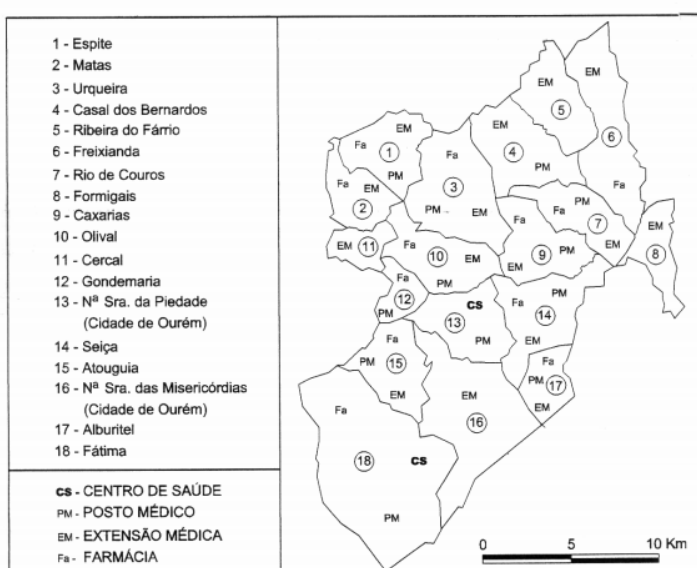 1 - Espite
2 - Matas
3 - Urqueira
4 - Casal dos Bernardos
5 - Ribeira do Fárrio
6 - Freixianda
7 - Rio de Couros
8 - Formigais
9 - Caxarias
10 - Olival
11 - Cercal
12 - Gondemaria
13 - Nª Sra. da Piedade
(Cidade de Ourém)
14 - Seiça
15 - Atouguia
16 - Nª Sra. das Misericórdias
(Cidade de Ourém)
17 - Alburitel
18 - Fátima
CS - CENTRO DE SAÚDE
PM - POSTO MÉDICO
EM - EXTENSÃO MÉDICA
Fa - FARMÁCIA
EM
Fa
1
PM
Fa
EM
2
Fa
3
PM
EM
EM
4
PM
EM
5
EM
6
Fa
PM
Fa
7
EM
EM
8
Fa
PM
9
EM
Fa
10
EM
PM
EM
11
Fa
12
PM
CS
13
PM
PM
Fa
14
EM
Fa
PM
15
EM
EM
16
Fa
PM
17
EM
Fa
18
CS
PM
0
5
10 Km